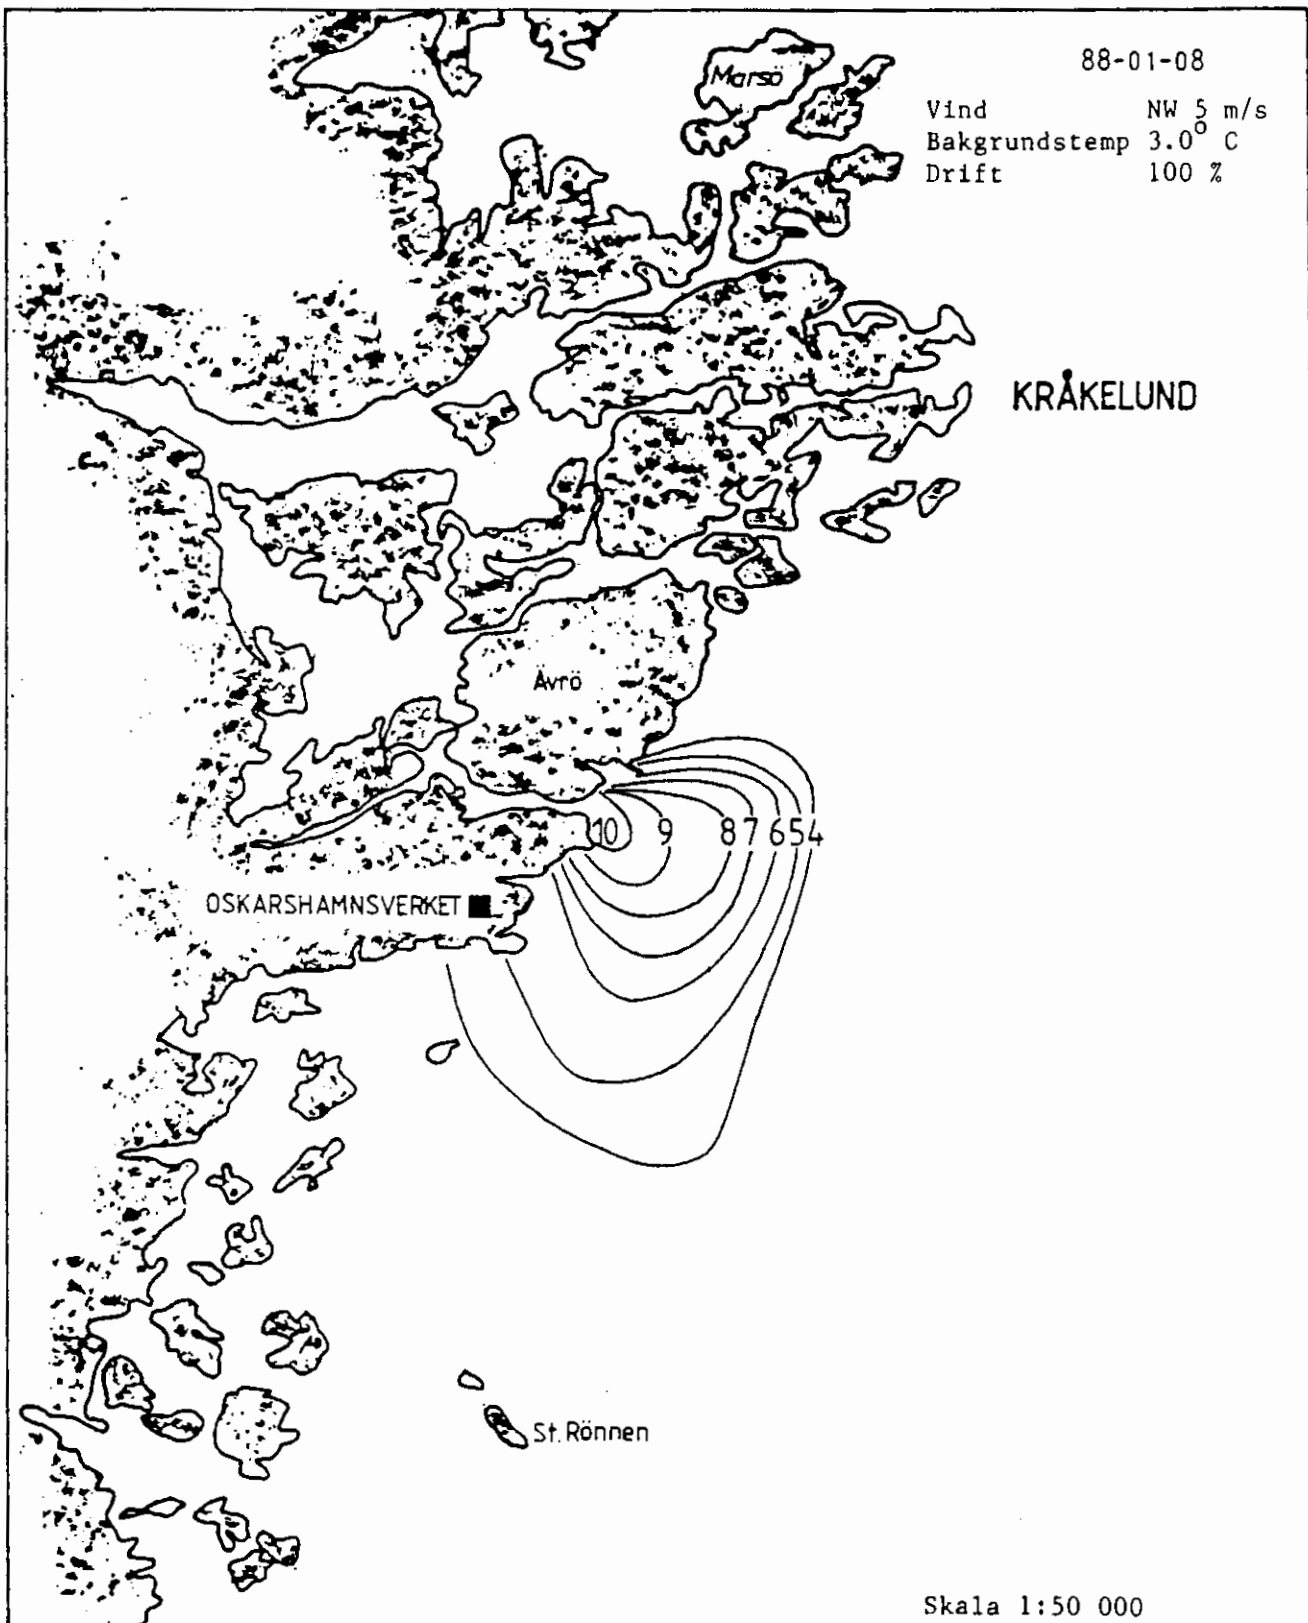 88-01-08
Marsö
Vind NW 5 m/s
Bakgrundstemp 3.0° C
Drift 100 %
KRÅKELUND
Ävrö
10 9 8 7 6 5 4
OSKARSHAMNSVERKET
St. Rönnen
Skala 1:50 000